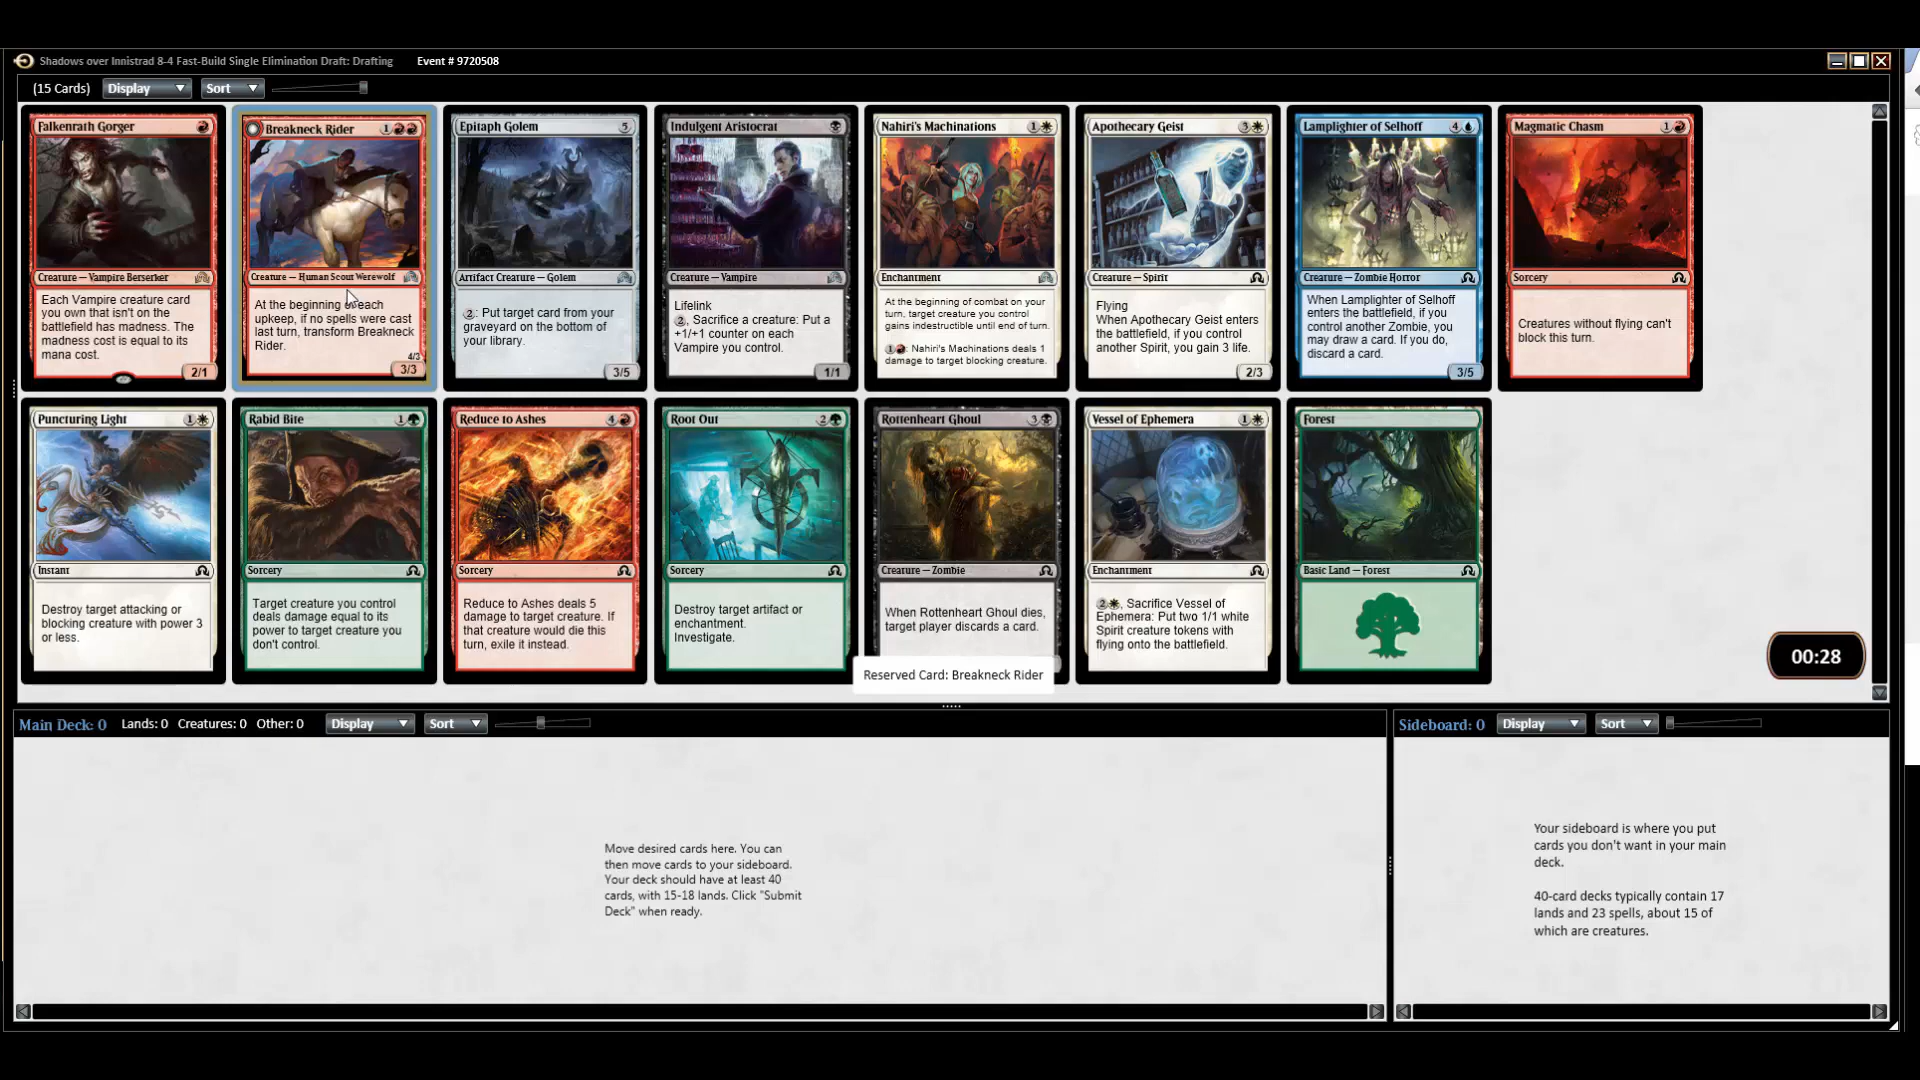 Shadows over Innistrad 8-4 Fast-Build Single Elimination Draft: Drafting Event # 9720508
(15 Cards) Display Sort
Falkenrath Gorger
Creature — Vampire Berserker
Each Vampire creature card
you own that isn't on the
battlefield has madness. The
madness cost is equal to its
mana cost.
2/1
Breakneck Rider 1
Creature — Human Scout Werewolf
At the beginning of each
upkeep, if no spells were cast
last turn, transform Breakneck
Rider.
4/3
3/3
Epitaph Golem 5
Artifact Creature — Golem
2: Put target card from your
graveyard on the bottom of
your library.
3/5
Indulgent Aristocrat
Creature — Vampire
Lifelink
2, Sacrifice a creature: Put a
+1/+1 counter on each
Vampire you control.
1/1
Nahiri's Machinations 1
Enchantment
At the beginning of combat on your
turn, target creature you control
gains indestructible until end of turn.
1: Nahiri's Machinations deals 1
damage to target blocking creature.
Apothecary Geist 3
Creature — Spirit
Flying
When Apothecary Geist enters
the battlefield, if you control
another Spirit, you gain 3 life.
2/3
Lamplighter of Selhoff 4
Creature — Zombie Horror
When Lamplighter of Selhoff
enters the battlefield, if you
control another Zombie, you
may draw a card. If you do,
discard a card.
3/5
Magmatic Chasm 1
Sorcery
Creatures without flying can't
block this turn.
Puncturing Light 1
Instant
Destroy target attacking or
blocking creature with power 3
or less.
Rabid Bite 1
Sorcery
Target creature you control
deals damage equal to its
power to target creature you
don't control.
Reduce to Ashes 4
Sorcery
Reduce to Ashes deals 5
damage to target creature. If
that creature would die this
turn, exile it instead.
Root Out 2
Sorcery
Destroy target artifact or
enchantment.
Investigate.
Rottenheart Ghoul 3
Creature — Zombie
When Rottenheart Ghoul dies,
target player discards a card.
Vessel of Ephemera 1
Enchantment
2, Sacrifice Vessel of
Ephemera: Put two 1/1 white
Spirit creature tokens with
flying onto the battlefield.
Forest
Basic Land — Forest
Reserved Card: Breakneck Rider
00:28
Main Deck: 0 Lands: 0 Creatures: 0 Other: 0 Display Sort
Move desired cards here. You can
then move cards to your sideboard.
Your deck should have at least 40
cards, with 15-18 lands. Click "Submit
Deck" when ready.
Sideboard: 0 Display Sort
Your sideboard is where you put
cards you don't want in your main
deck.
40-card decks typically contain 17
lands and 23 spells, about 15 of
which are creatures.